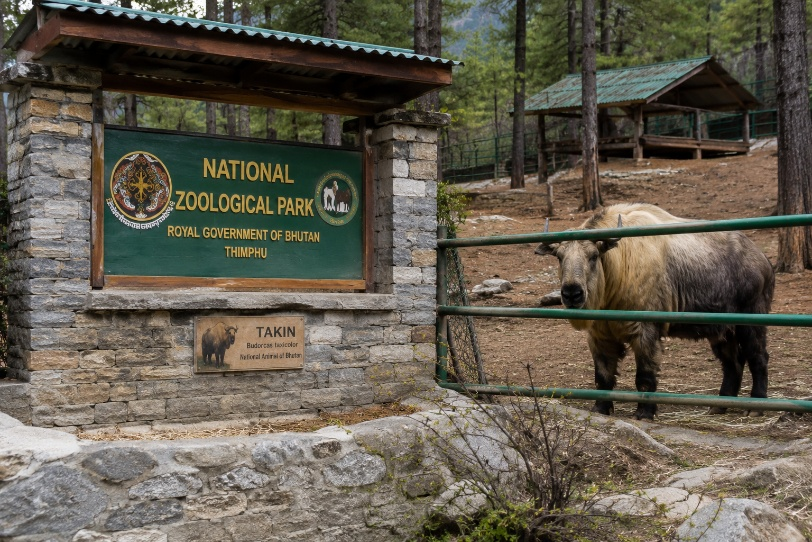 NATIONAL
ZOOLOGICAL PARK
ROYAL GOVERNMENT OF BHUTAN
THIMPHU
TAKIN
Budorcas taxicolor
National Animal of Bhutan